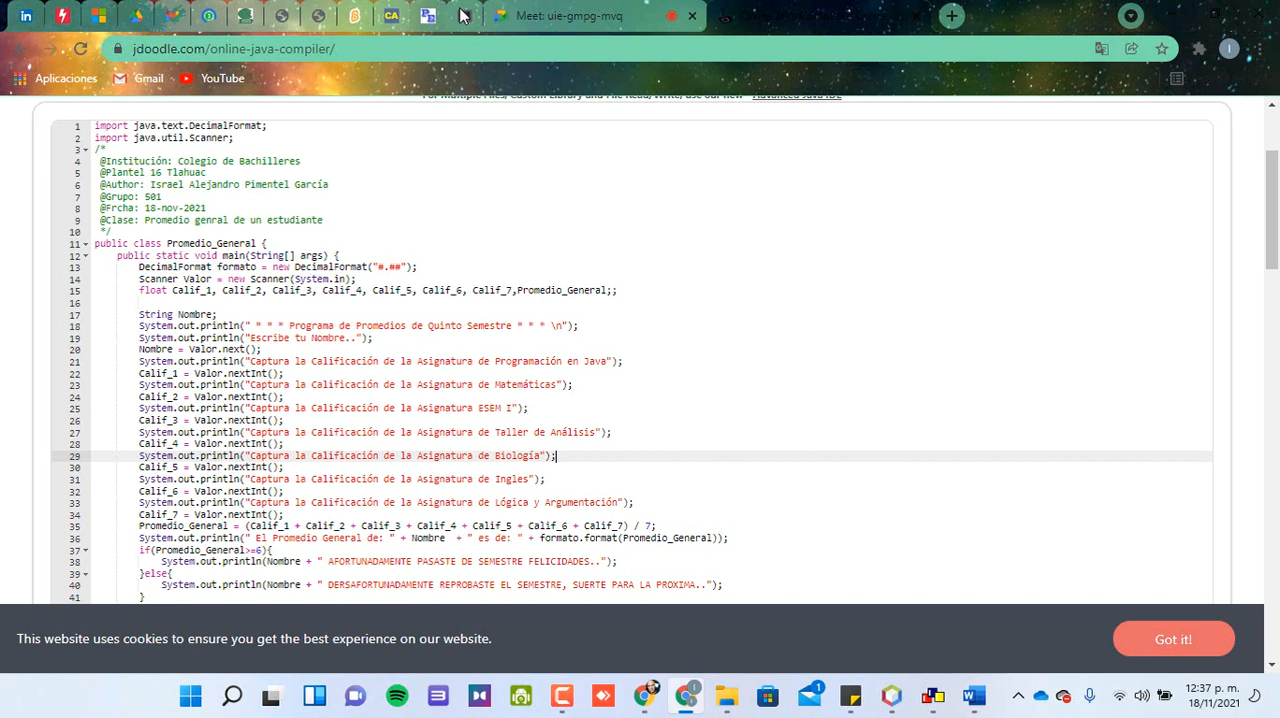 Meet: uie-gmpg-mvq
jdoodle.com/online-java-compiler/
Aplicaciones Gmail YouTube
1 import java.text.DecimalFormat;
2 import java.util.Scanner;
3 /*
4 @Institución: Colegio de Bachilleres
5 @Plantel 16 Tlahuac
6 @Author: Israel Alejandro Pimentel García
7 @Grupo: 501
8 @Frcha: 18-nov-2021
9 @Clase: Promedio genral de un estudiante
10 */
11 public class Promedio_General {
12 public static void main(String[] args) {
13 DecimalFormat formato = new DecimalFormat("#.##");
14 Scanner Valor = new Scanner(System.in);
15 float Calif_1, Calif_2, Calif_3, Calif_4, Calif_5, Calif_6, Calif_7,Promedio_General;;
16
17 String Nombre;
18 System.out.println(" * * * Programa de Promedios de Quinto Semestre * * * \n");
19 System.out.println("Escribe tu Nombre..");
20 Nombre = Valor.next();
21 System.out.println("Captura la Calificación de la Asignatura de Programación en Java");
22 Calif_1 = Valor.nextInt();
23 System.out.println("Captura la Calificación de la Asignatura de Matemáticas");
24 Calif_2 = Valor.nextInt();
25 System.out.println("Captura la Calificación de la Asignatura ESEM I");
26 Calif_3 = Valor.nextInt();
27 System.out.println("Captura la Calificación de la Asignatura de Taller de Análisis");
28 Calif_4 = Valor.nextInt();
29 System.out.println("Captura la Calificación de la Asignatura de Biología");
30 Calif_5 = Valor.nextInt();
31 System.out.println("Captura la Calificación de la Asignatura de Ingles");
32 Calif_6 = Valor.nextInt();
33 System.out.println("Captura la Calificación de la Asignatura de Lógica y Argumentación");
34 Calif_7 = Valor.nextInt();
35 Promedio_General = (Calif_1 + Calif_2 + Calif_3 + Calif_4 + Calif_5 + Calif_6 + Calif_7) / 7;
36 System.out.println(" El Promedio General de: " + Nombre + " es de: " + formato.format(Promedio_General));
37 if(Promedio_General>=6){
38 System.out.println(Nombre + " AFORTUNADAMENTE PASASTE DE SEMESTRE FELICIDADES..");
39 }else{
40 System.out.println(Nombre + " DERSAFORTUNADAMENTE REPROBASTE EL SEMESTRE, SUERTE PARA LA PROXIMA..");
41 }
This website uses cookies to ensure you get the best experience on our website.
Got it!
12:37 p. m.
18/11/2021